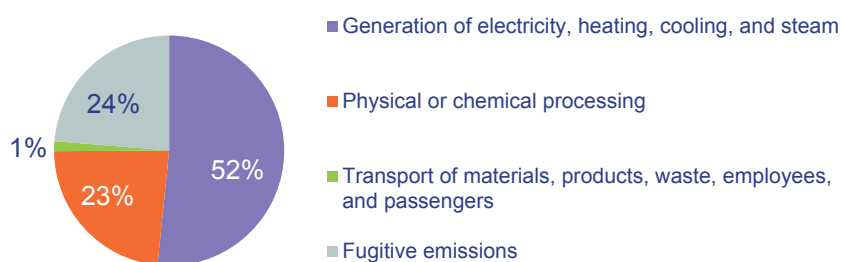 Generation of electricity, heating, cooling, and steam
24%
Physical or chemical processing
1%
52%
Transport of materials, products, waste, employees,
23%
and passengers
Fugitive emissions